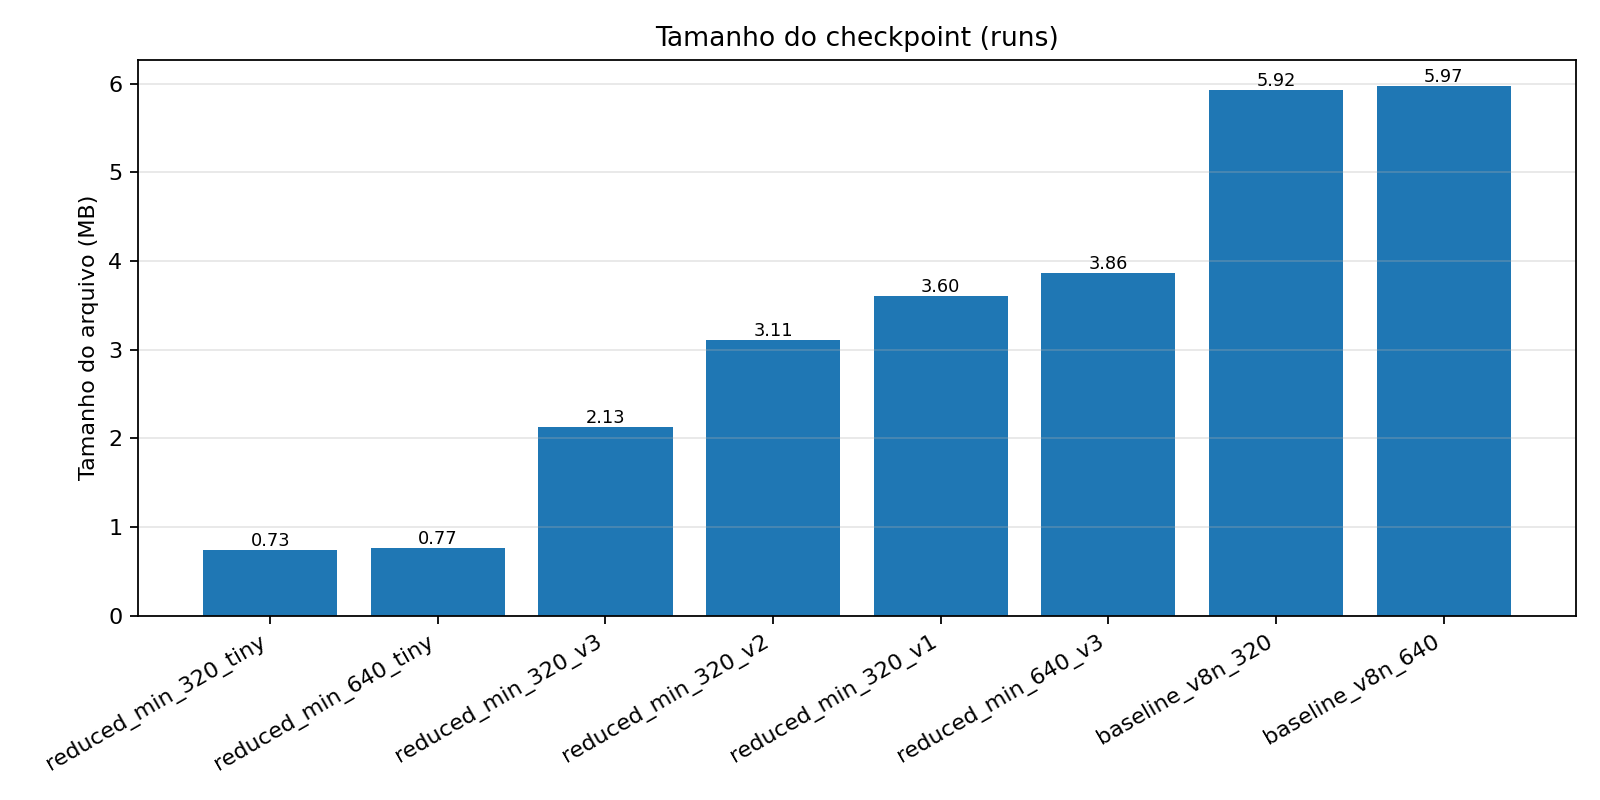 Tamanho do checkpoint (runs)
Tamanho do arquivo (MB)
6
5
4
3
2
1
0
0.73
0.77
2.13
3.11
3.60
3.86
5.92
5.97
reduced_min_320_tiny
reduced_min_640_tiny
reduced_min_320_v3
reduced_min_320_v2
reduced_min_320_v1
reduced_min_640_v3
baseline_v8n_320
baseline_v8n_640